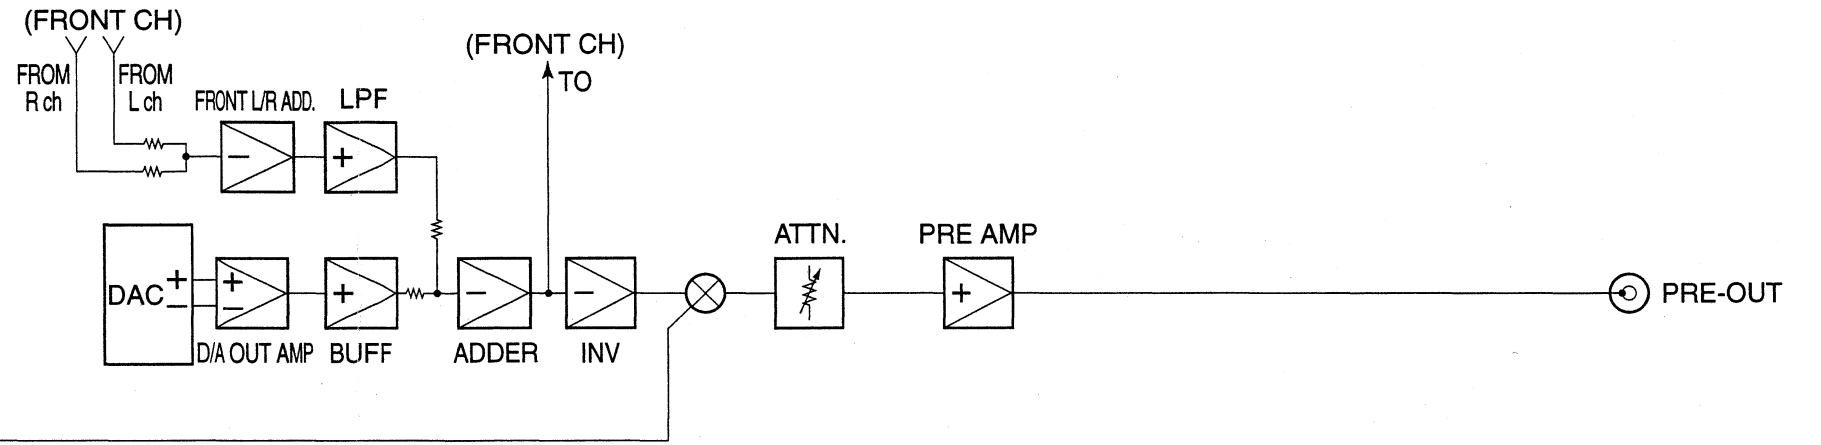 (FRONT CH)
(FRONT CH)
FROM
R ch
FROM
L ch
TO
FRONT L/R ADD.
LPF
−
+
ATTN.
PRE AMP
DAC
+
−
+
−
+
−
−
+
PRE-OUT
D/A OUT AMP
BUFF
ADDER
INV